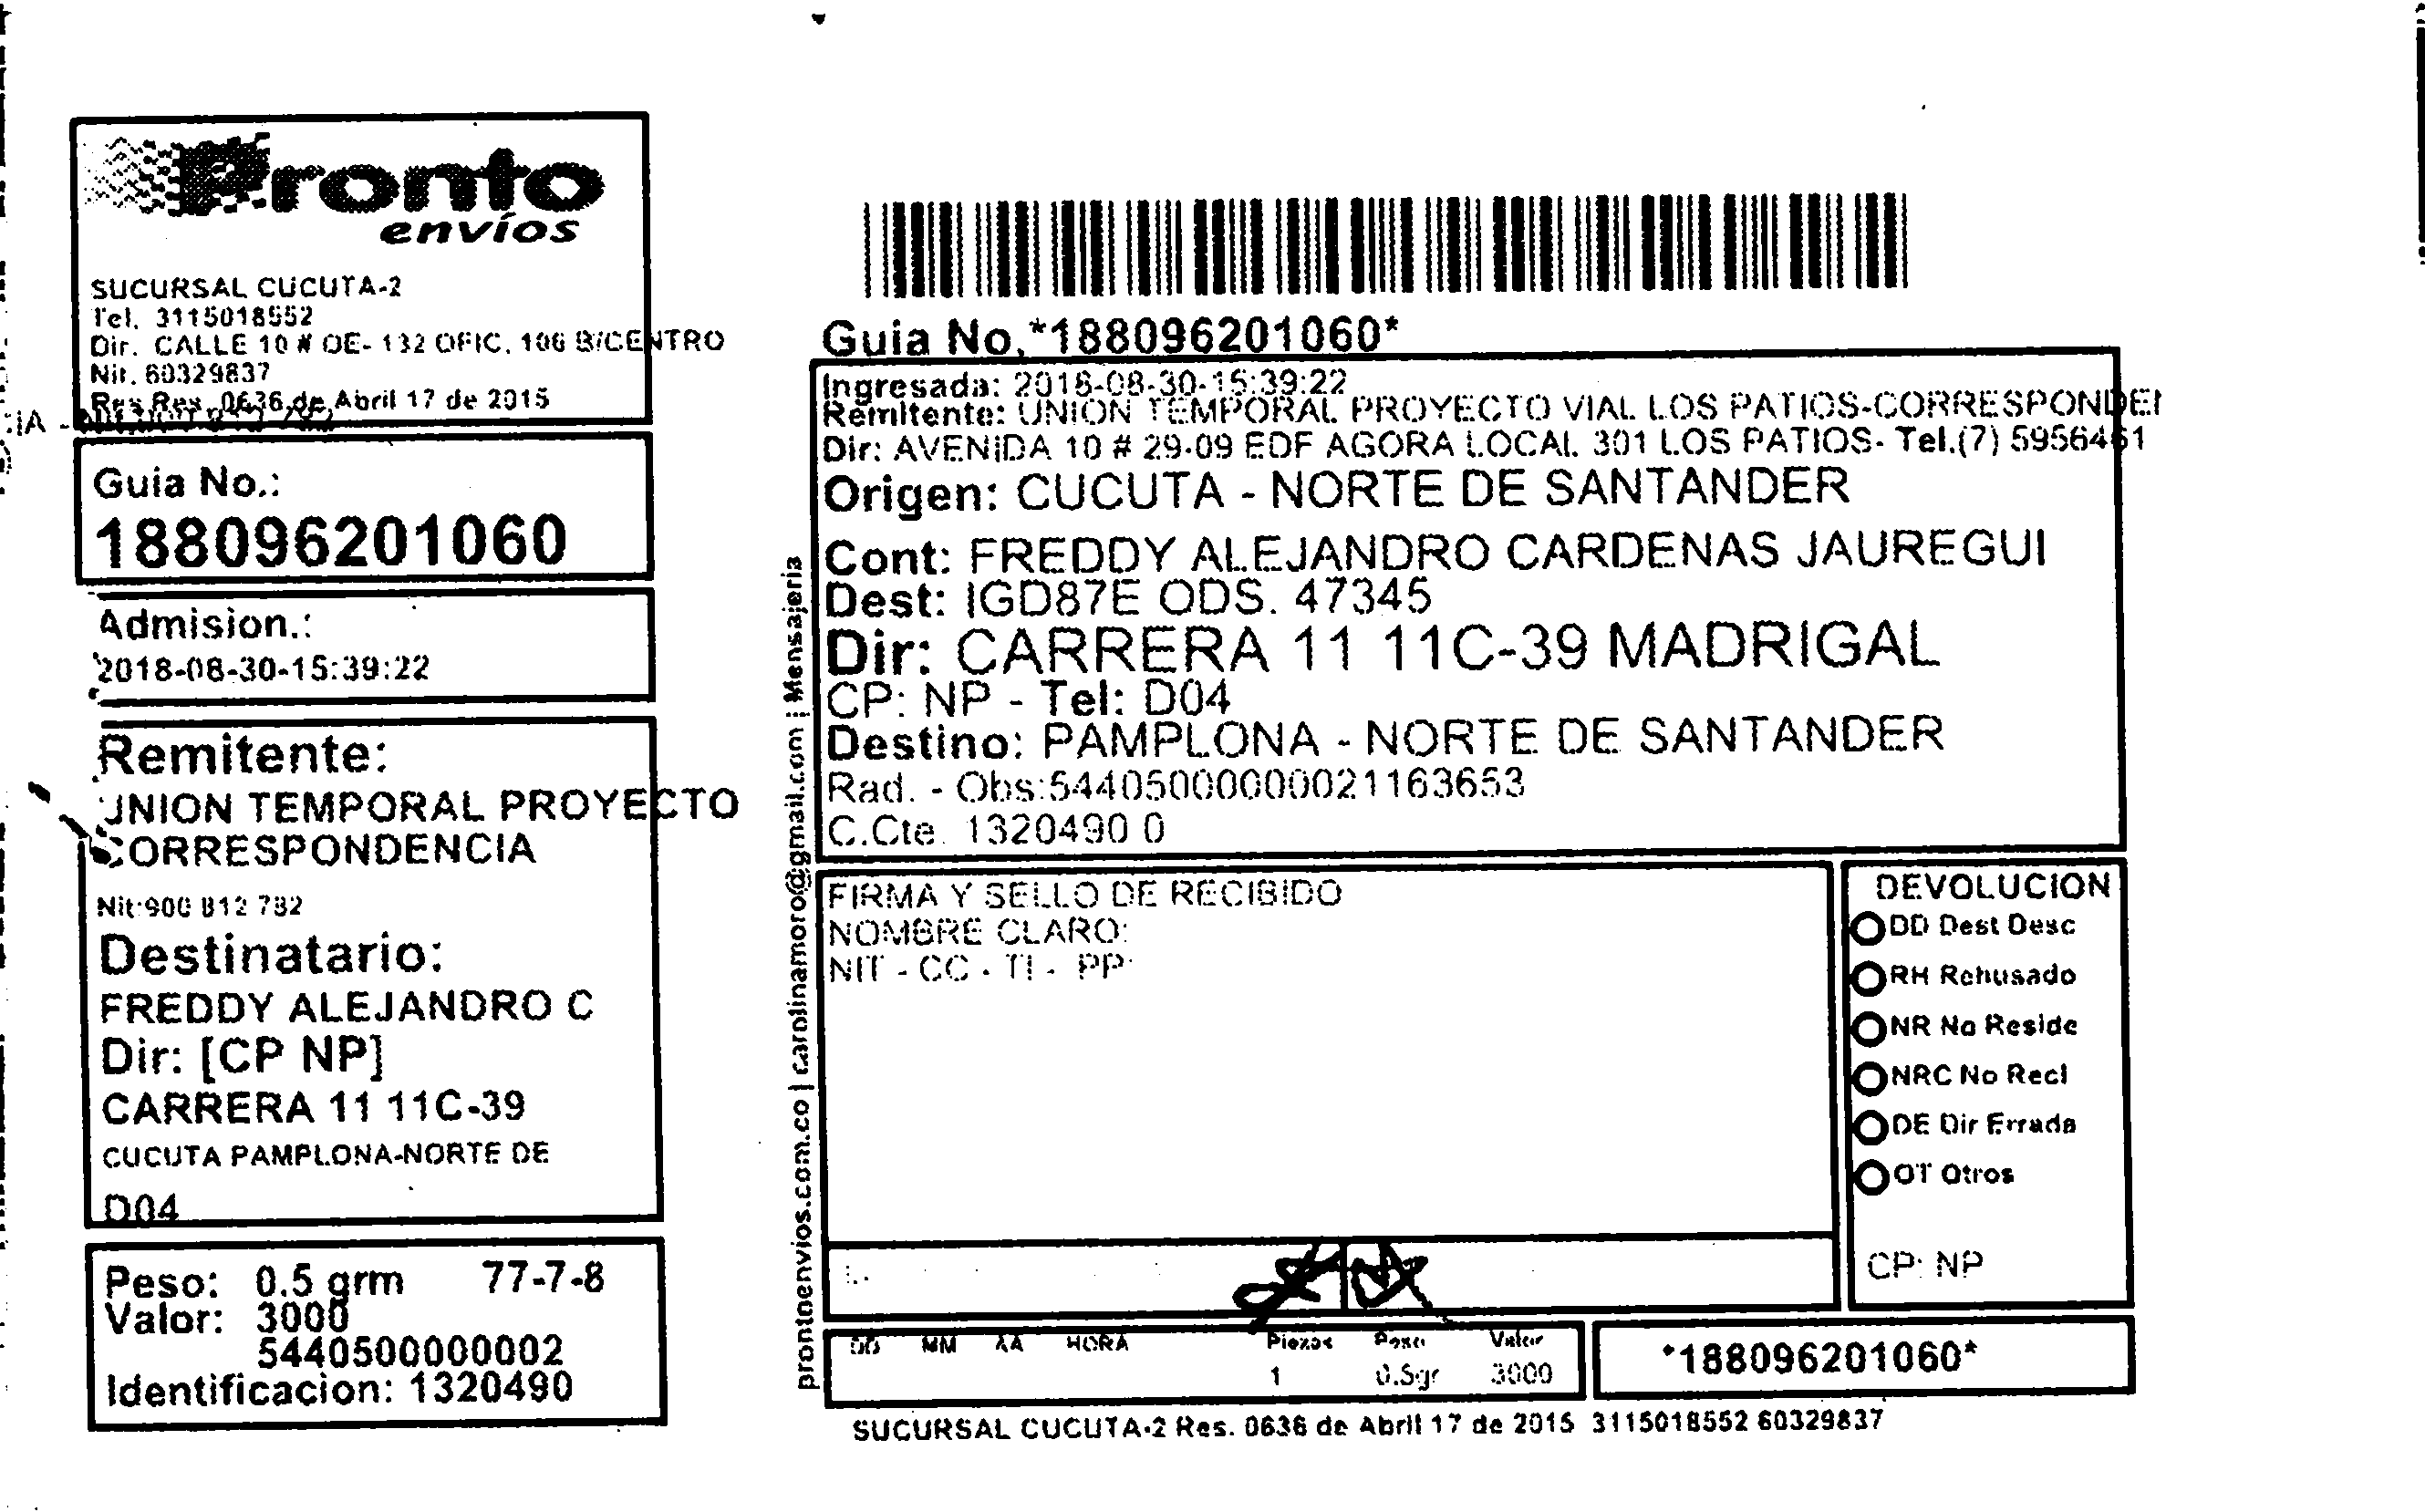 Pronto
envíos
SUCURSAL CUCUTA-2
Tel. 3115018552
Dir. CALLE 10 # OE- 132 OFIC. 106 B/CENTRO
Nit. 60329837
Res Res. 0636 de Abril 17 de 2015
Guia No.:
188096201060
Admision.:
2018-08-30-15:39:22
Remitente:
UNION TEMPORAL PROYECTO
CORRESPONDENCIA
Nit:900 812 782
Destinatario:
FREDDY ALEJANDRO C
Dir: [CP NP]
CARRERA 11 11C-39
CUCUTA PAMPLONA-NORTE DE
D04
Peso: 0.5 grm 77-7-8
Valor: 3000
5440500000002
Identificacion: 1320490
prontoenvios.com.co | carolinamoro@gmail.com | Mensajeria
Guia No.*188096201060*
Ingresada: 2018-08-30-15:39:22
Remitente: UNION TEMPORAL PROYECTO VIAL LOS PATIOS-CORRESPONDEN
Dir: AVENIDA 10 # 29-09 EDF AGORA LOCAL 301 LOS PATIOS- Tel.(7) 5956461
Origen: CUCUTA - NORTE DE SANTANDER
Cont: FREDDY ALEJANDRO CARDENAS JAUREGUI
Dest: IGD87E ODS. 47345
Dir: CARRERA 11 11C-39 MADRIGAL
CP: NP - Tel: D04
Destino: PAMPLONA - NORTE DE SANTANDER
Rad. - Obs:544050000000021163653
C.Cte. 1320490 0
FIRMA Y SELLO DE RECIBIDO
NOMBRE CLARO:
NIT - CC - TI - PP:
DEVOLUCION
DD Dest Desc
RH Rehusado
NR No Reside
NRC No Recl
DE Dir Errada
OT Otros
CP: NP
DD MM AA HORA Piezas Peso Valor
1 0.5gr 3000
*188096201060*
SUCURSAL CUCUTA-2 Res. 0636 de Abril 17 de 2015 3115018552 60329837